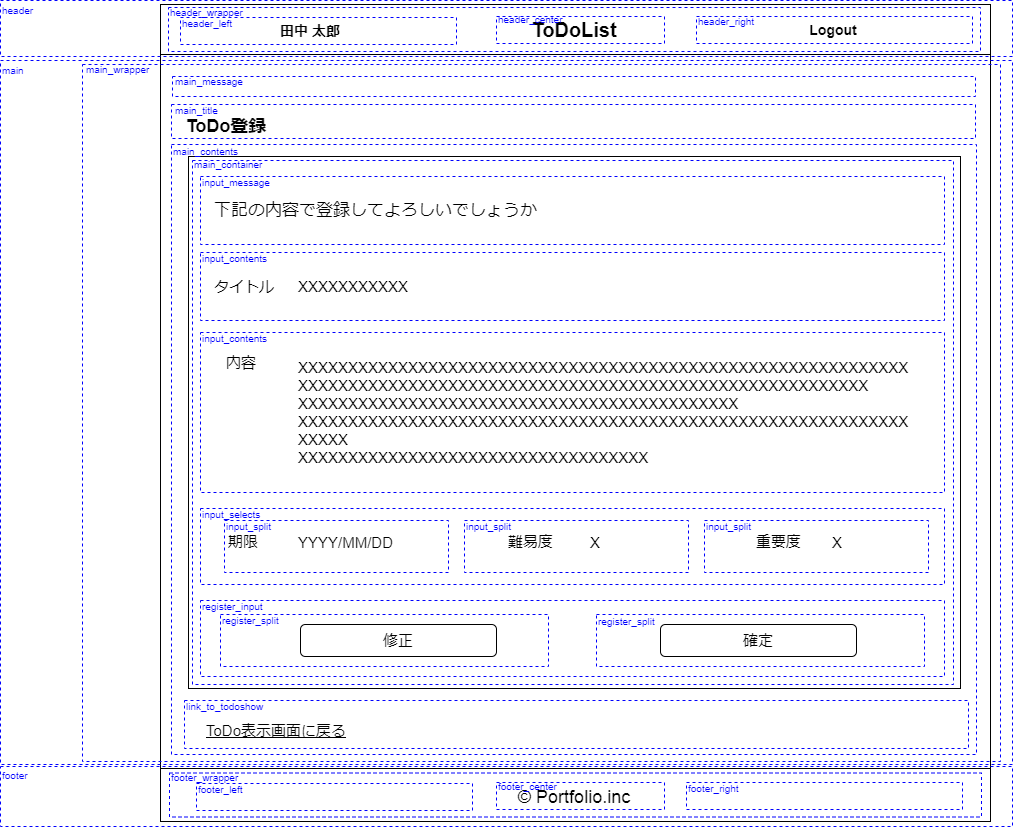 header
header_wrapper
header_left
田中 太郎
header_center
ToDoList
header_right
Logout
main
main_wrapper
main_message
main_title
ToDo登録
main_contents
main_container
input_message
下記の内容で登録してよろしいでしょうか
input_contents
タイトル XXXXXXXXXXX
input_contents
内容
XXXXXXXXXXXXXXXXXXXXXXXXXXXXXXXXXXXXXXXXXXXXXXXXXXXXXXXXXXXXX
XXXXXXXXXXXXXXXXXXXXXXXXXXXXXXXXXXXXXXXXXXXXXXXXXXXXXXXXX
XXXXXXXXXXXXXXXXXXXXXXXXXXXXXXXXXXXXXXXXXXXX
XXXXXXXXXXXXXXXXXXXXXXXXXXXXXXXXXXXXXXXXXXXXXXXXXXXXXXXXXXXXX
XXXXX
XXXXXXXXXXXXXXXXXXXXXXXXXXXXXXXXXXX
input_selects
input_split
期限 YYYY/MM/DD
input_split
難易度 X
input_split
重要度 X
register_input
register_split
修正
register_split
確定
link_to_todoshow
ToDo表示画面に戻る
footer
footer_wrapper
footer_left
footer_center
© Portfolio.inc
footer_right